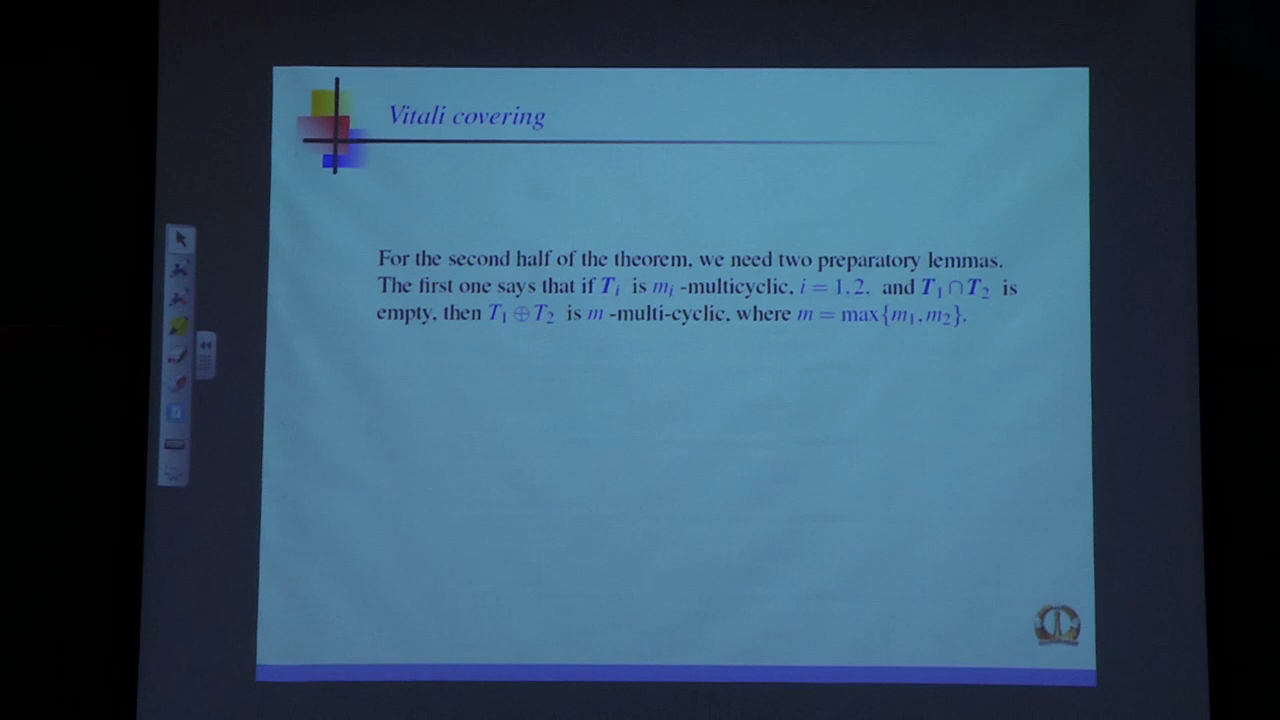 Vitali covering
For the second half of the theorem, we need two preparatory lemmas.
The first one says that if T_i is m_i -multicyclic, i = 1,2, and T_1 ∩ T_2 is
empty, then T_1 ⊕ T_2 is m -multi-cyclic, where m = max{m_1, m_2}.